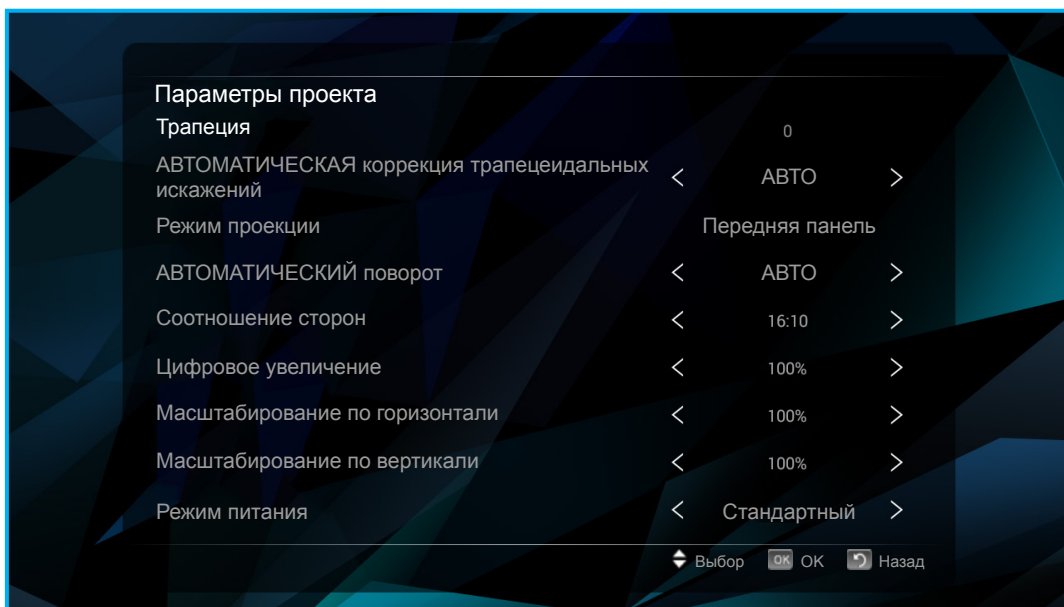 Параметры проекта
Трапеция 0
АВТОМАТИЧЕСКАЯ коррекция трапецеидальных
искажений < АВТО >
Режим проекции Передняя панель
АВТОМАТИЧЕСКИЙ поворот < АВТО >
Соотношение сторон < 16:10 >
Цифровое увеличение < 100% >
Масштабирование по горизонтали < 100% >
Масштабирование по вертикали < 100% >
Режим питания < Стандартный >
Выбор OK OK Назад